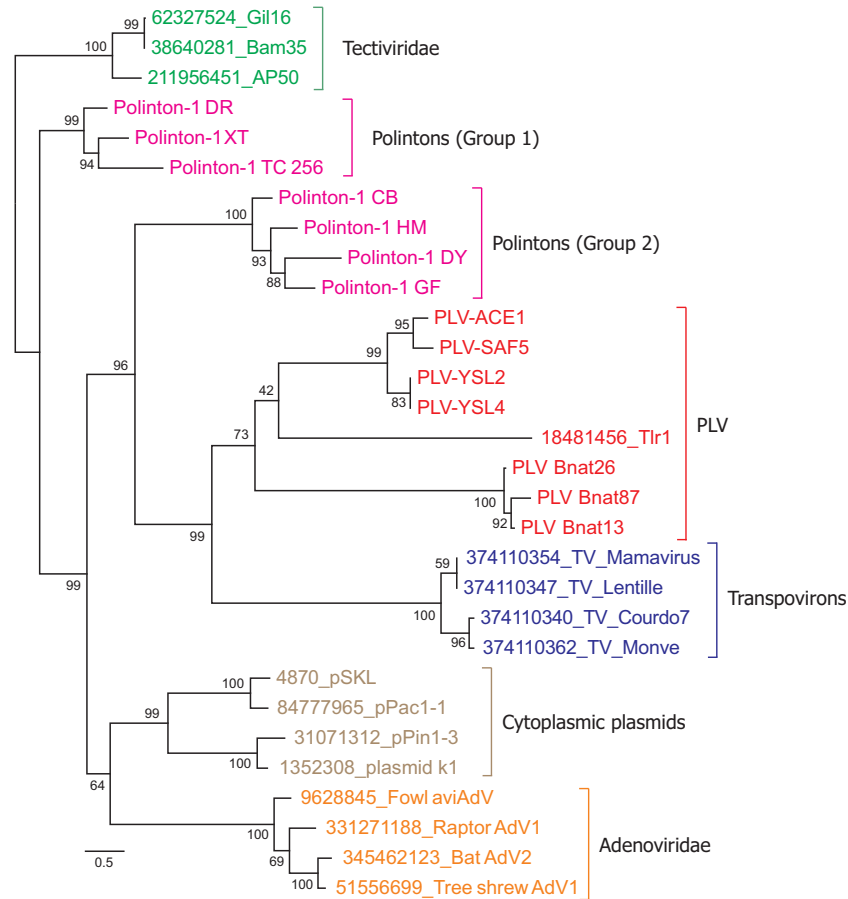 62327524_Gil16
99
38640281_Bam35
Tectiviridae
100
211956451_AP50
Polinton-1 DR
99
Polinton-1XT
Polintons (Group 1)
94
Polinton-1 TC 256
Polinton-1 CB
100
Polinton-1 HM
Polintons (Group 2)
93
Polinton-1 DY
88
Polinton-1 GF
PLV-ACE1
95
PLV-SAF5
99
96
PLV-YSL2
42
83
PLV-YSL4
PLV
73
18481456_Tlr1
PLV Bnat26
100
PLV Bnat87
92
PLV Bnat13
99
374110354_TV_Mamavirus
59
374110347_TV_Lentille
99
Transpovirons
100
374110340_TV_Courdo7
96
374110362_TV_Monve
4870_pSKL
100
84777965_pPac1-1
99
Cytoplasmic plasmids
31071312_pPin1-3
100
1352308_plasmid k1
64
9628845_Fowl aviAdV
100
331271188_Raptor AdV1
Adenoviridae
69
345462123_Bat AdV2
0.5
100
51556699_Tree shrew AdV1